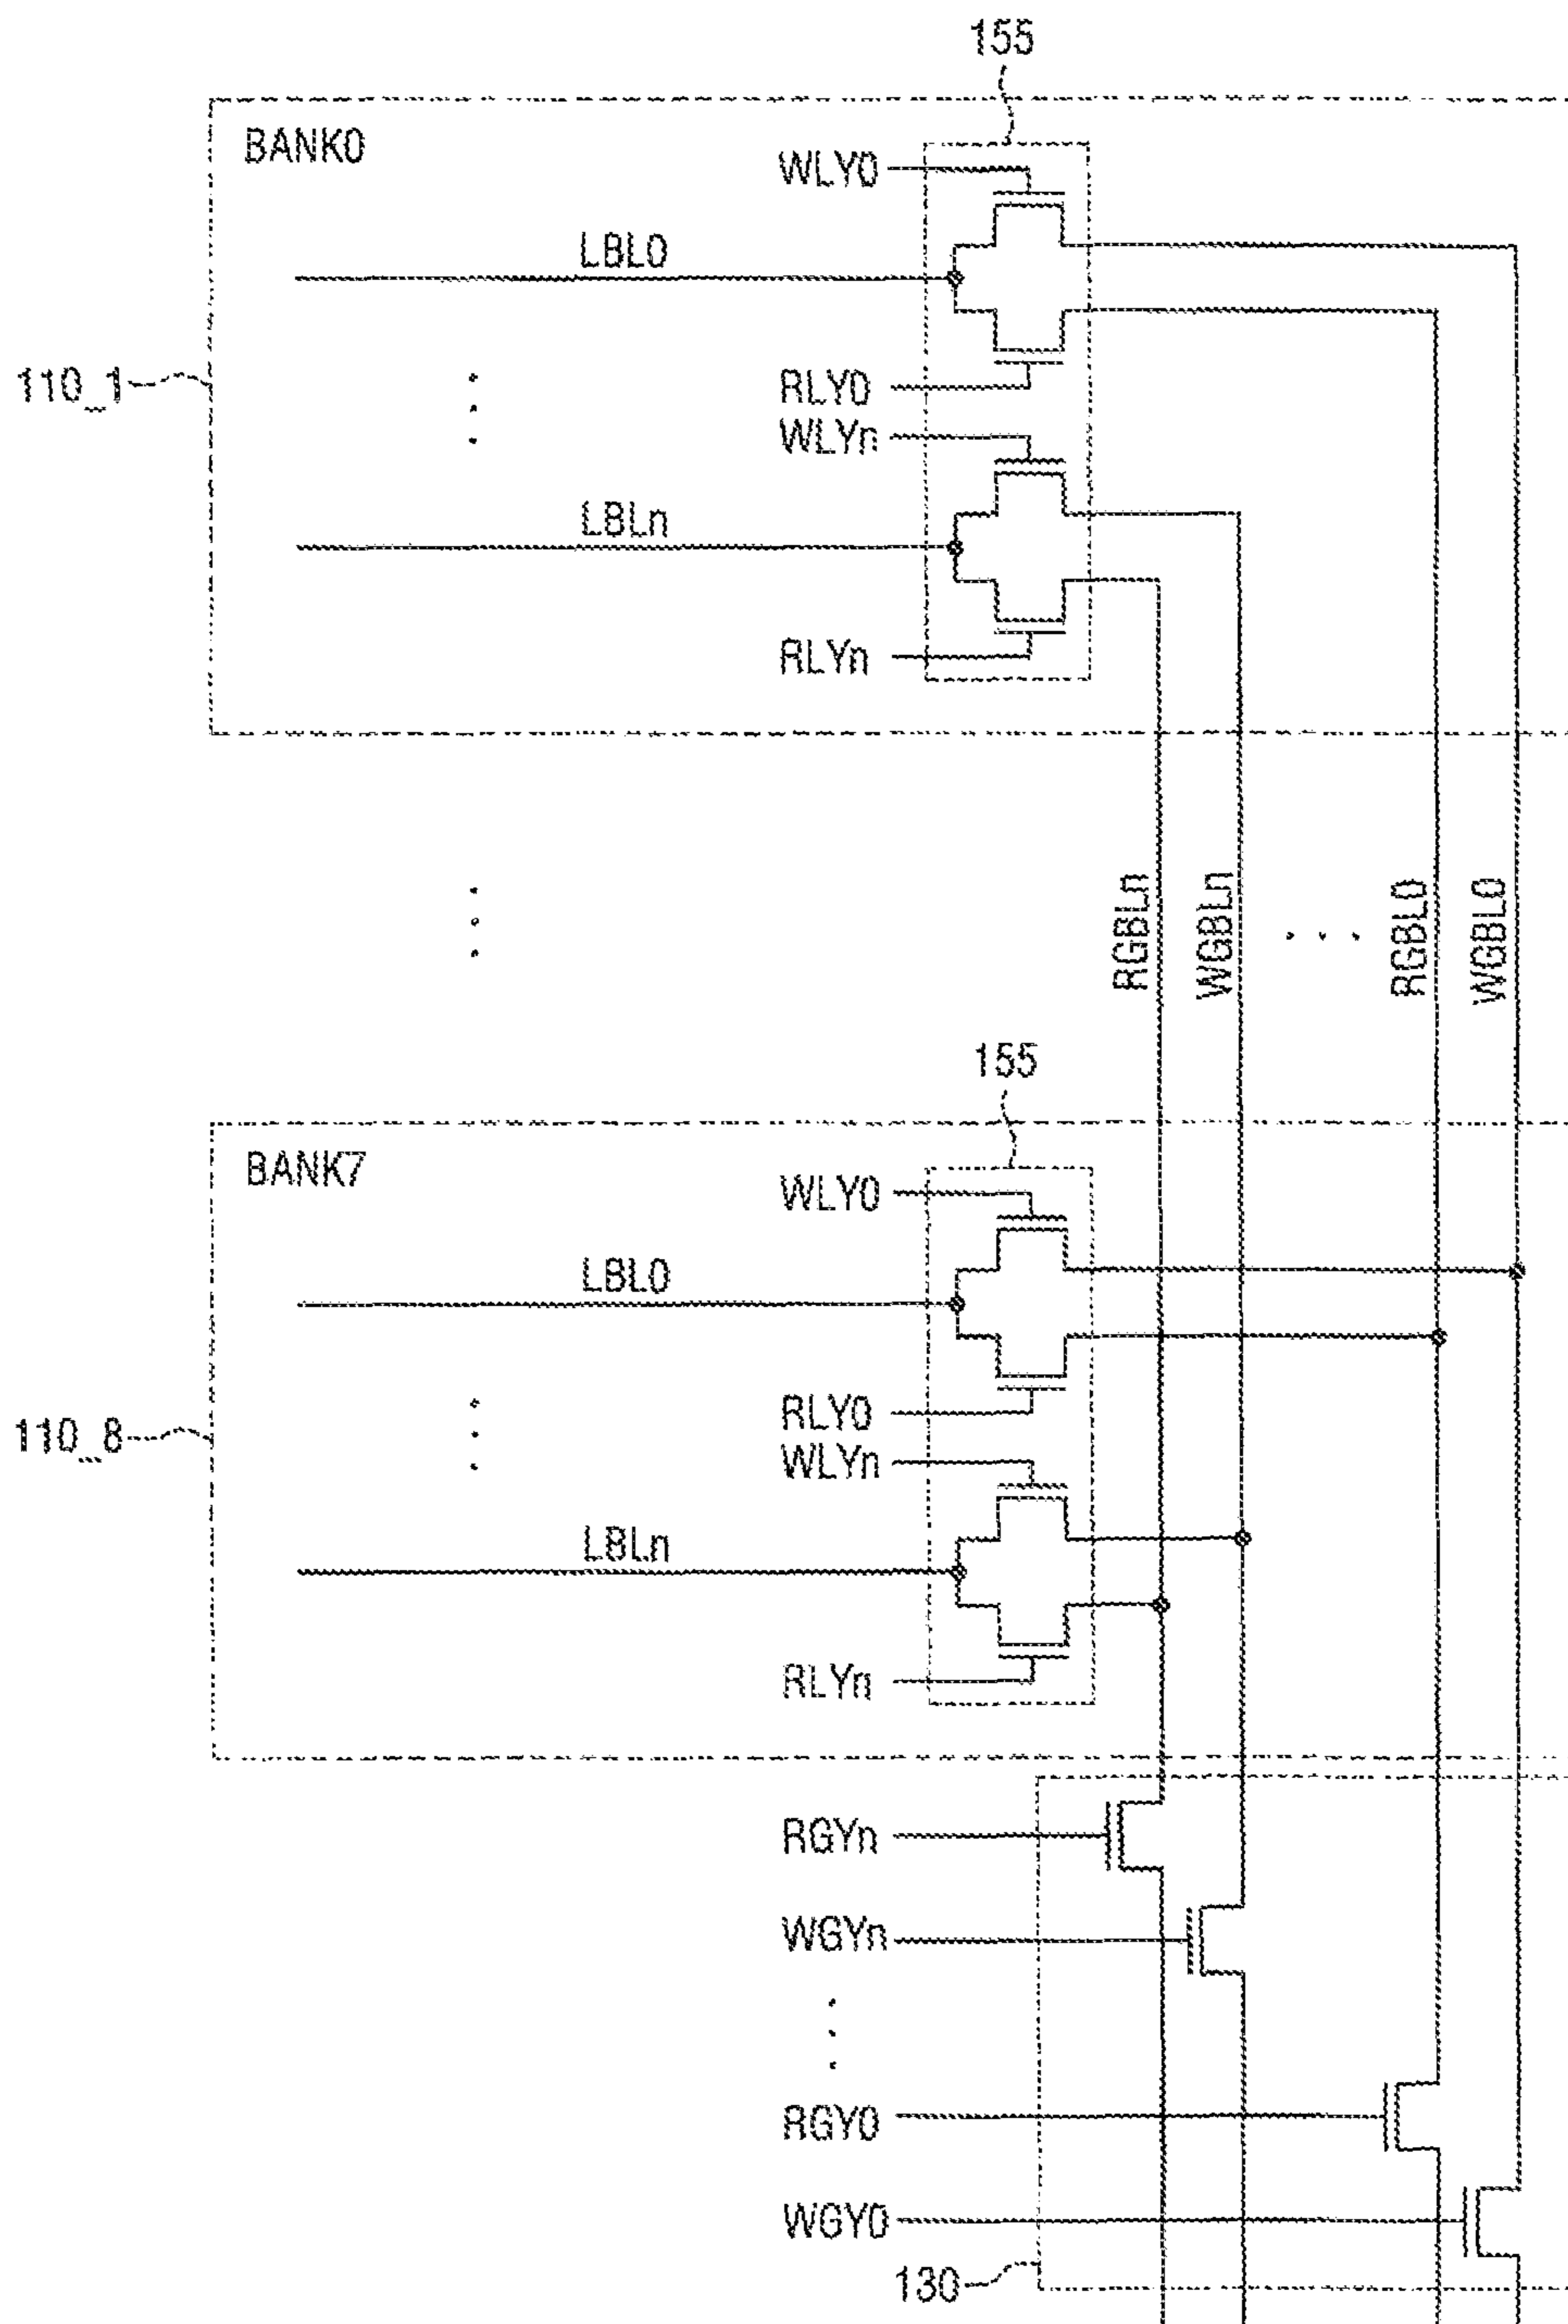 155
BANK0
WLY0
LBL0
110_1
RLY0
WLYn
LBLn
RLYn
RGBLn
WGBLn
RGBL0
WGBL0
155
BANK7
WLY0
LBL0
RLY0
110_8
WLYn
LBLn
RLYn
RGYn
WGYn
RGY0
WGY0
130